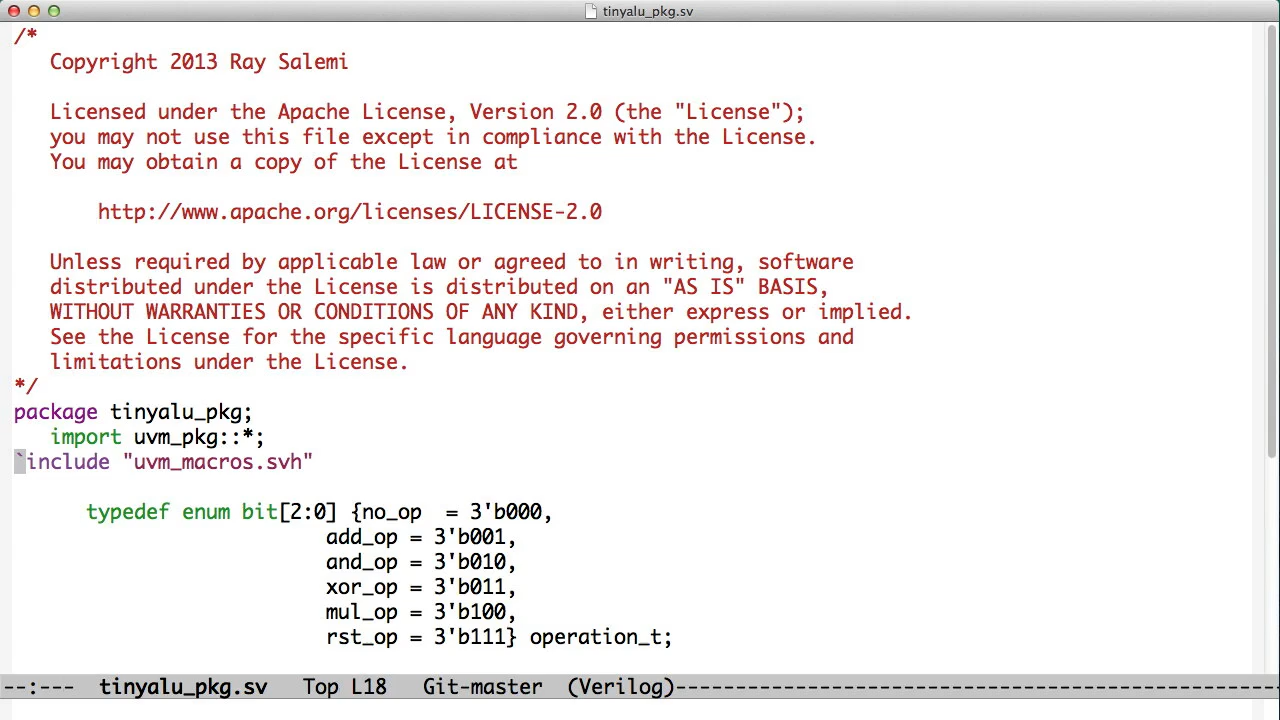 tinyalu_pkg.sv
/*
   Copyright 2013 Ray Salemi

   Licensed under the Apache License, Version 2.0 (the "License");
   you may not use this file except in compliance with the License.
   You may obtain a copy of the License at

       http://www.apache.org/licenses/LICENSE-2.0

   Unless required by applicable law or agreed to in writing, software
   distributed under the License is distributed on an "AS IS" BASIS,
   WITHOUT WARRANTIES OR CONDITIONS OF ANY KIND, either express or implied.
   See the License for the specific language governing permissions and
   limitations under the License.
*/
package tinyalu_pkg;
   import uvm_pkg::*;
`include "uvm_macros.svh"

      typedef enum bit[2:0] {no_op  = 3'b000,
                          add_op = 3'b001,
                          and_op = 3'b010,
                          xor_op = 3'b011,
                          mul_op = 3'b100,
                          rst_op = 3'b111} operation_t;
--:---  tinyalu_pkg.sv   Top L18   Git-master  (Verilog)--------------------------------------------------